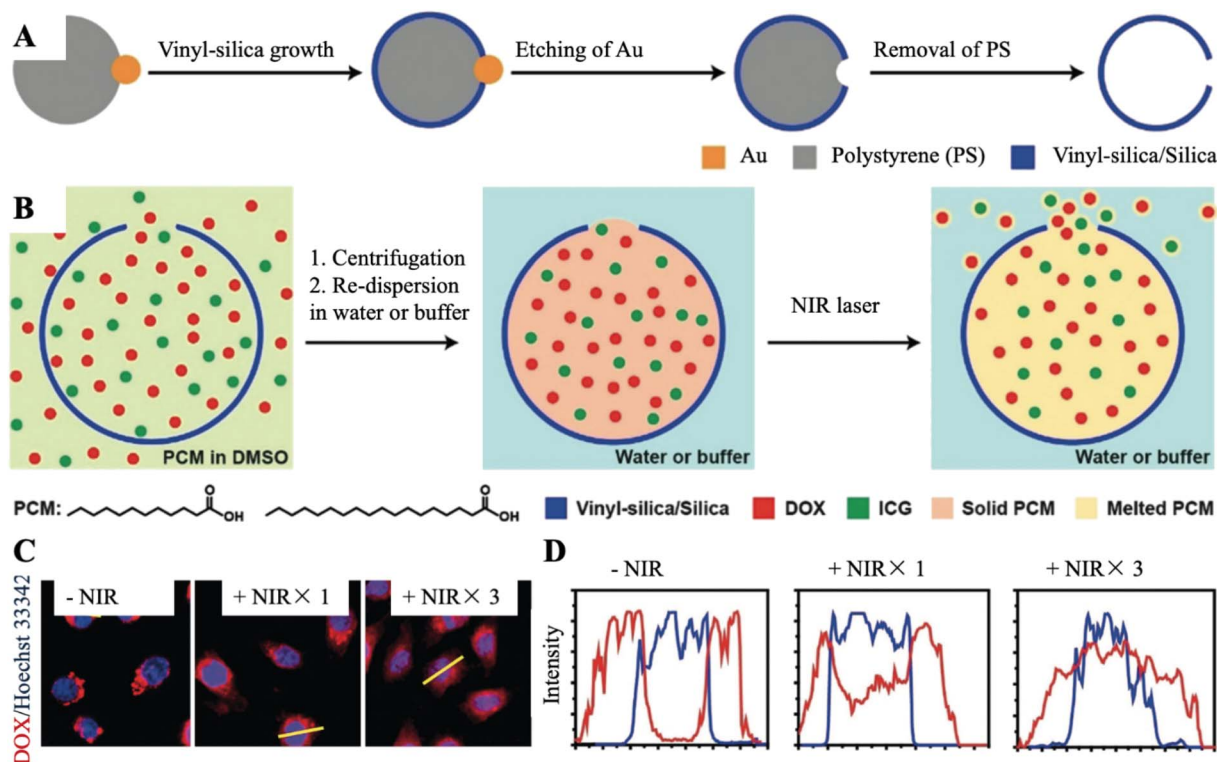 A
Vinyl-silica growth
Etching of Au
Removal of PS
Au
Polystyrene (PS)
Vinyl-silica/Silica
B
1. Centrifugation
2. Re-dispersion
in water or buffer
NIR laser
PCM in DMSO
Water or buffer
Water or buffer
PCM:
O
OH
O
OH
Vinyl-silica/Silica
DOX
ICG
Solid PCM
Melted PCM
C
DOX/Hoechst 33342
- NIR
+ NIR× 1
+ NIR× 3
D
- NIR
+ NIR× 1
+ NIR× 3
Intensity